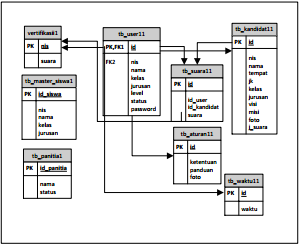 vertifikasi1
PK nis
suara
tb_user11
PK,FK1 id
FK2 nis
nama
kelas
jurusan
level
status
password
tb_kandidat11
PK id
nis
nama
tempat
jk
kelas
jurusan
visi
misi
foto
j_suara
tb_suara11
PK id
id_user
id_kandidat
suara
tb_master_siswa1
PK id_siswa
nis
nama
kelas
jurusan
tb_aturan11
PK id
ketentuan
panduan
foto
tb_panitia1
PK id_panitia
nama
status
tb_waktu11
PK id
waktu